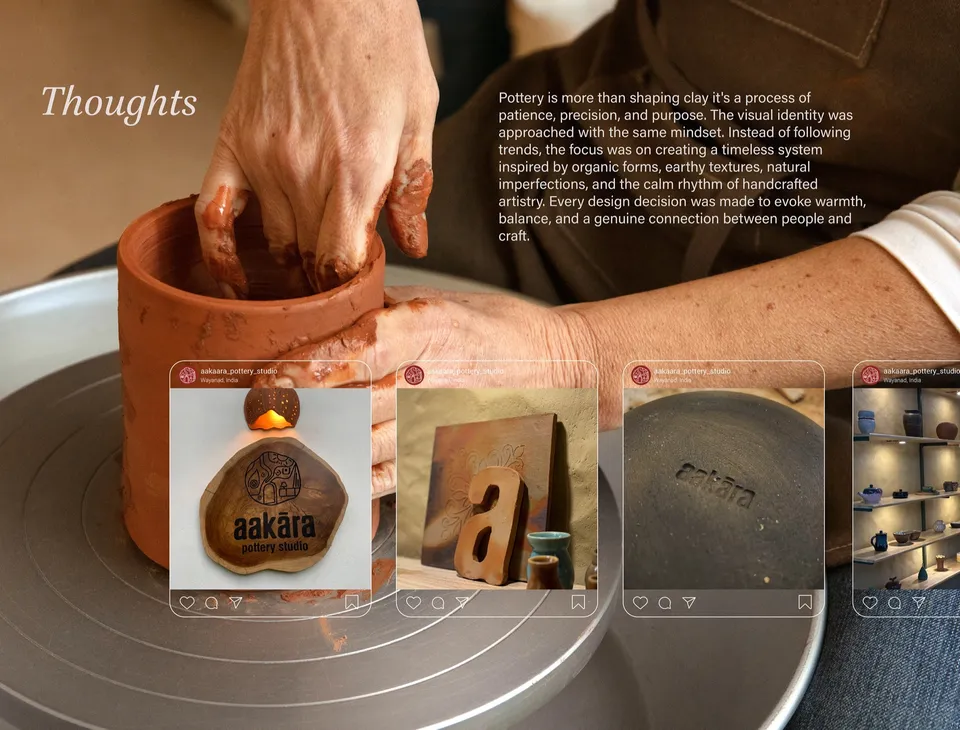 Thoughts
Pottery is more than shaping clay it's a process of
patience, precision, and purpose. The visual identity was
approached with the same mindset. Instead of following
trends, the focus was on creating a timeless system
inspired by organic forms, earthy textures, natural
imperfections, and the calm rhythm of handcrafted
artistry. Every design decision was made to evoke warmth,
balance, and a genuine connection between people and
craft.
aakaara_pottery_studio
Wayanad, India
aakāra
pottery studio
aakaara_pottery_studio
Wayanad, India
a
aakaara_pottery_studio
Wayanad, India
aakāra
aakaara_pottery_studio
Wayanad, India